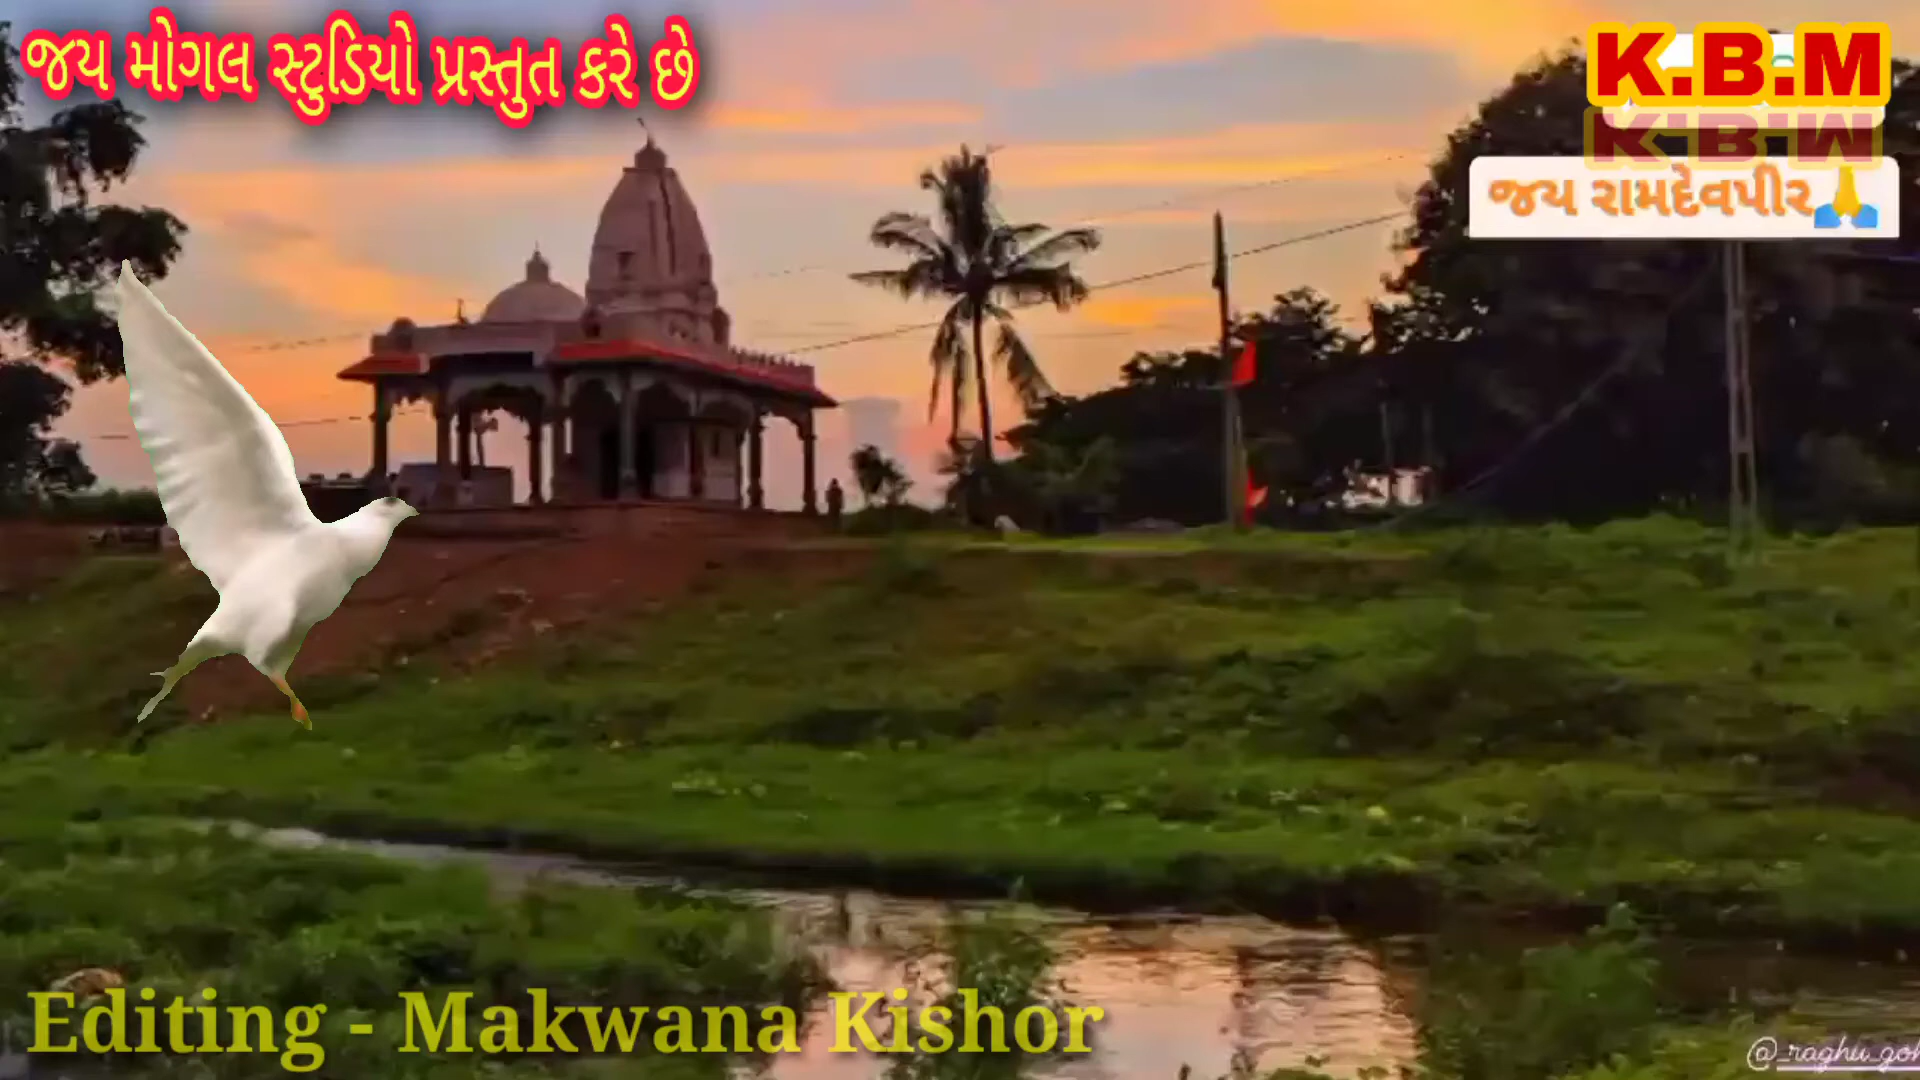 જય મોગલ સ્ટુડિયો પ્રસ્તુત કરે છે
K.B.M
જય રામદેવપીર🙏
Editing - Makwana Kishor